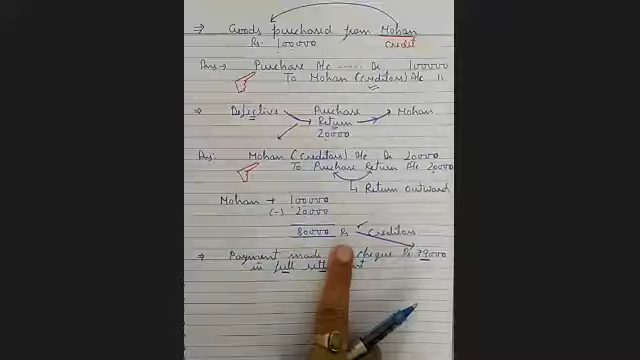 ⇒ Goods purchased from Mohan
Rs. 100000 Credit
Ans → Purchase A/c ----- Dr 100000
To Mohan (creditors) A/c 11
⇒ Defective Purchase Return → Mohan
20000
Ans: Mohan (Creditors) A/c Dr 20000
To Purchase Return A/c 20000
↳ Return outward
Mohan → 100000
(-) 20000
80000 Rs Creditors
⇒ Payment made cheque Rs 79000
in full